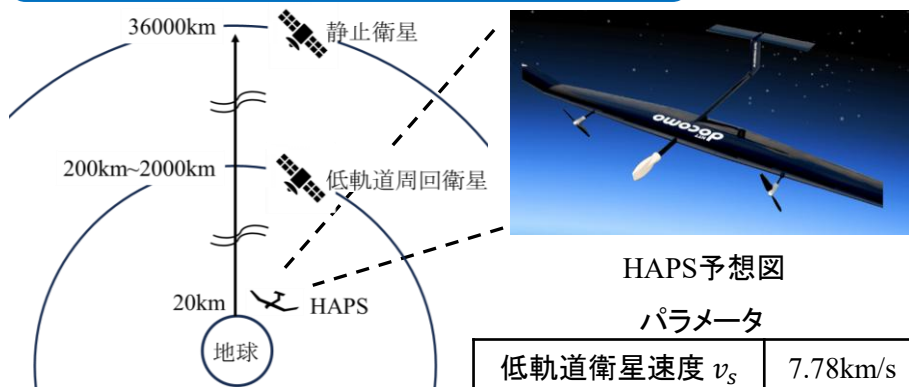 36000km
静止衛星
200km~2000km
低軌道周回衛星
20km
HAPS
地球
docomo
HAPS予想図
パラメータ
低軌道衛星速度 vₛ
7.78km/s